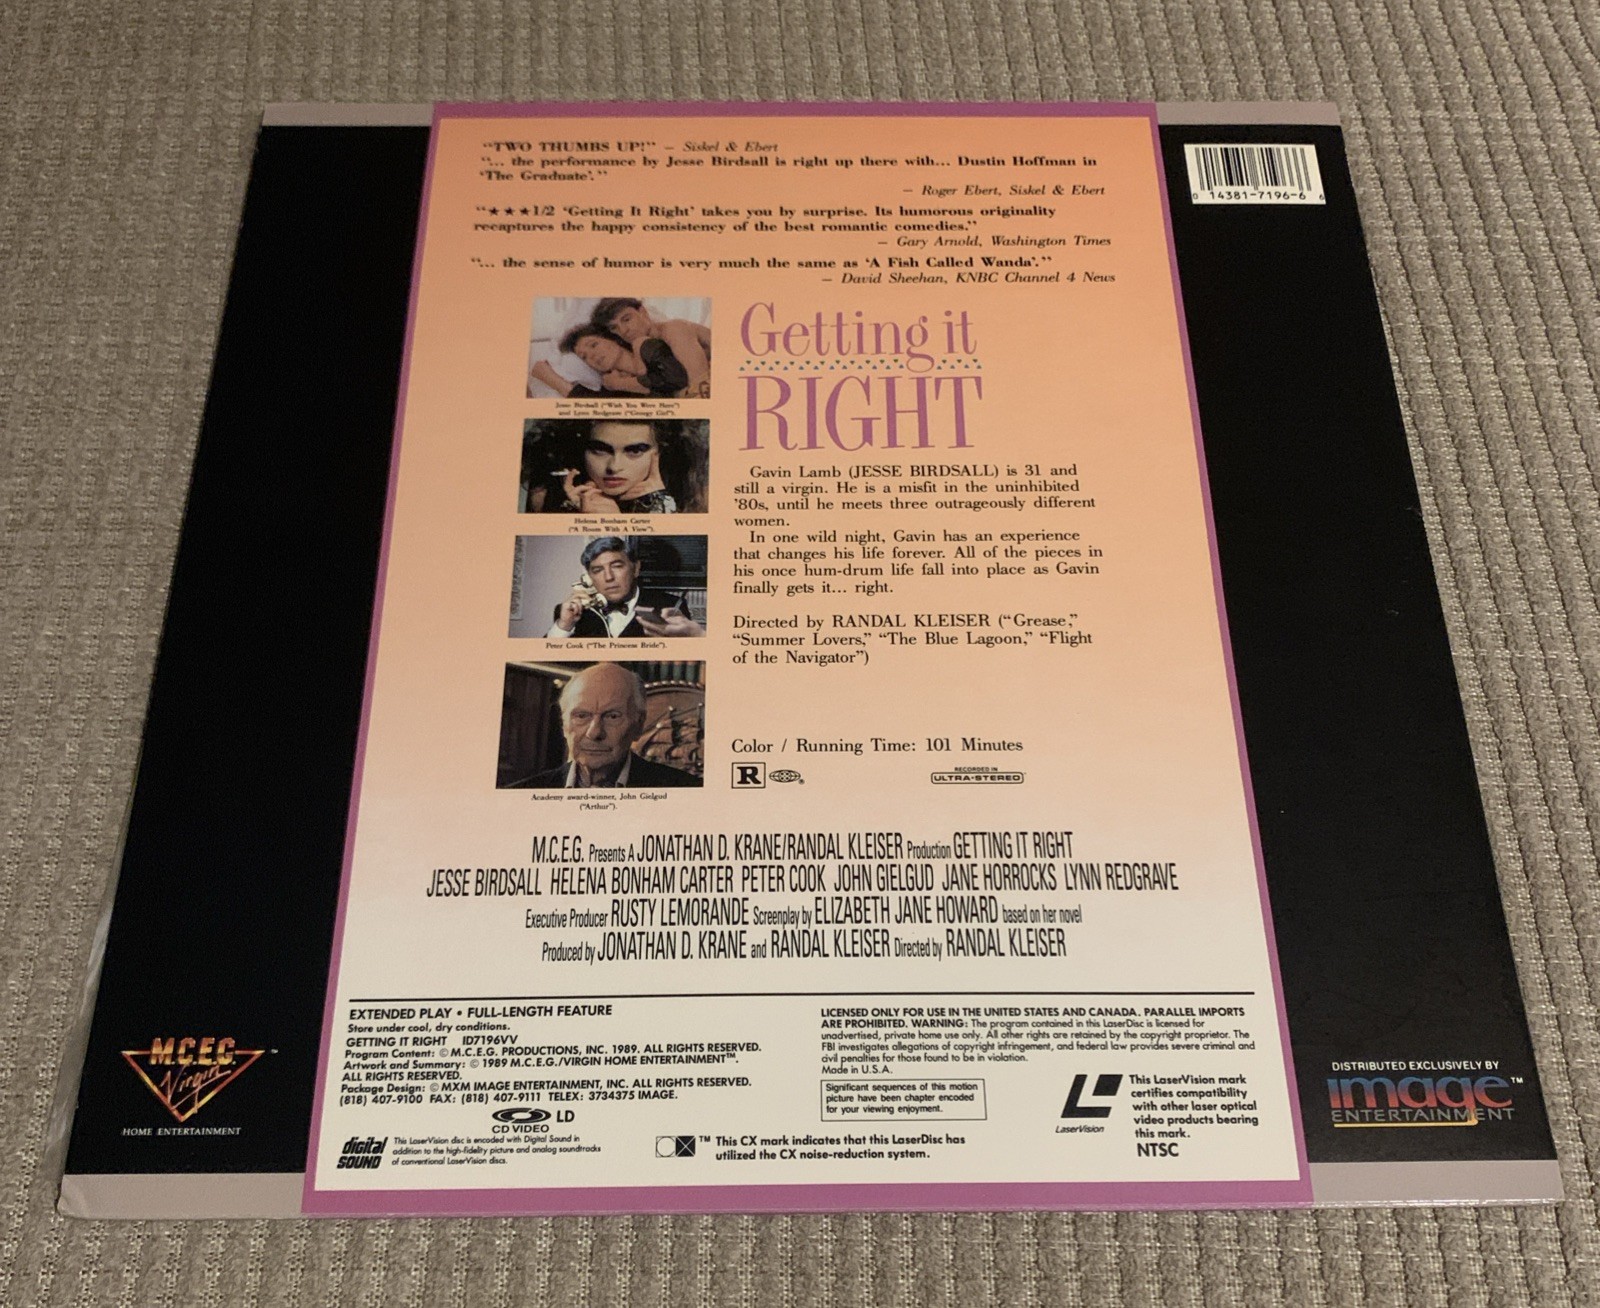 "TWO THUMBS UP!" – Siskel & Ebert
"... the performance by Jesse Birdsall is right up there with... Dustin Hoffman in
'The Graduate'."
– Roger Ebert, Siskel & Ebert
"★★★1/2 'Getting It Right' takes you by surprise. Its humorous originality
recaptures the happy consistency of the best romantic comedies."
– Gary Arnold, Washington Times
"... the sense of humor is very much the same as 'A Fish Called Wanda'."
– David Sheehan, KNBC Channel 4 News
0 14381-7196-6 6
Jesse Birdsall ("Wish You Were Here")
and Lynn Redgrave ("Georgy Girl").
Helena Bonham Carter
("A Room With A View").
Peter Cook ("The Princess Bride").
Academy award-winner, John Gielgud
("Arthur").
Getting it
RIGHT
Gavin Lamb (JESSE BIRDSALL) is 31 and
still a virgin. He is a misfit in the uninhibited
'80s, until he meets three outrageously different
women.
In one wild night, Gavin has an experience
that changes his life forever. All of the pieces in
his once hum-drum life fall into place as Gavin
finally gets it... right.
Directed by RANDAL KLEISER ("Grease,"
"Summer Lovers," "The Blue Lagoon," "Flight
of the Navigator")
Color / Running Time: 101 Minutes
R
RECORDED IN
ULTRA-STEREO
M.C.E.G. Presents A JONATHAN D. KRANE/RANDAL KLEISER Production GETTING IT RIGHT
JESSE BIRDSALL HELENA BONHAM CARTER PETER COOK JOHN GIELGUD JANE HORROCKS LYNN REDGRAVE
Executive Producer RUSTY LEMORANDE Screenplay by ELIZABETH JANE HOWARD based on her novel
Produced by JONATHAN D. KRANE and RANDAL KLEISER Directed by RANDAL KLEISER
EXTENDED PLAY • FULL-LENGTH FEATURE
Store under cool, dry conditions.
GETTING IT RIGHT ID7196VV
Program Content: © M.C.E.G. PRODUCTIONS, INC. 1989. ALL RIGHTS RESERVED.
Artwork and Summary: © 1989 M.C.E.G./VIRGIN HOME ENTERTAINMENT™.
ALL RIGHTS RESERVED.
Package Design: © MXM IMAGE ENTERTAINMENT, INC. ALL RIGHTS RESERVED.
(818) 407-9100 FAX: (818) 407-9111 TELEX: 3734375 IMAGE.
CD VIDEO LD
digital
SOUND
This LaserVision disc is encoded with Digital Sound in
addition to the high-fidelity picture and analog soundtracks
of conventional LaserVision discs.
CX ™ This CX mark indicates that this LaserDisc has
utilized the CX noise-reduction system.
LICENSED ONLY FOR USE IN THE UNITED STATES AND CANADA. PARALLEL IMPORTS
ARE PROHIBITED. WARNING: The program contained in this LaserDisc is licensed for
unauthorized, private home use only. All other rights are retained by the copyright proprietor. The
FBI investigates allegations of copyright infringement, and federal law provides severe criminal and
civil penalties for those found to be in violation.
Made in U.S.A.
Significant sequences of this motion
picture have been chapter encoded
for your viewing enjoyment.
LaserVision
This LaserVision mark
certifies compatibility
with other laser optical
video products bearing
this mark.
NTSC
M.C.E.G. ™
Virgin
HOME ENTERTAINMENT
DISTRIBUTED EXCLUSIVELY BY
image ™
ENTERTAINMENT